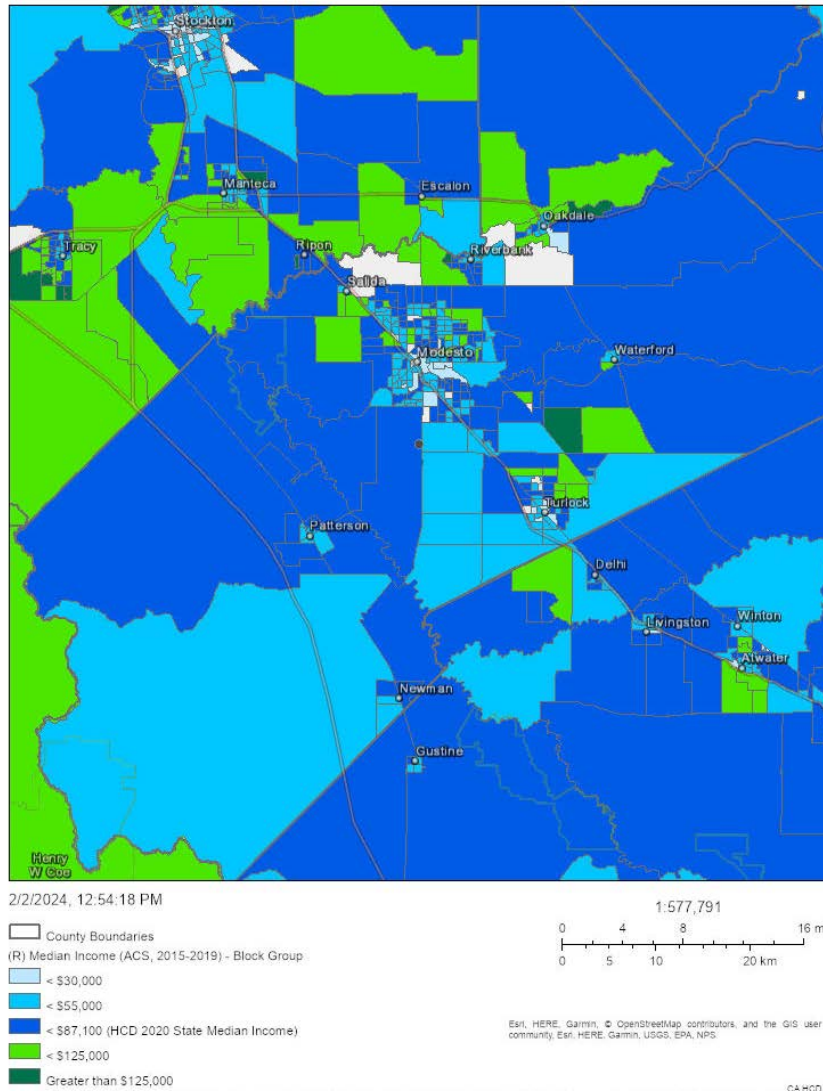 Stockton
Manteca
Escalon
Oakdale
Tracy
Ripon
Riverbank
Salida
Modesto
Waterford
Turlock
Patterson
Delhi
Livingston
Winton
Atwater
Newman
Gustine
Henry
W Coe
2/2/2024, 12:54:18 PM
1:577,791
0 4 8 16 m
0 5 10 20 km
County Boundaries
(R) Median Income (ACS, 2015-2019) - Block Group
< $30,000
< $55,000
< $87,100 (HCD 2020 State Median Income)
< $125,000
Greater than $125,000
Esri, HERE, Garmin, © OpenStreetMap contributors, and the GIS user
community, Esri, HERE, Garmin, USGS, EPA, NPS
CA HCD